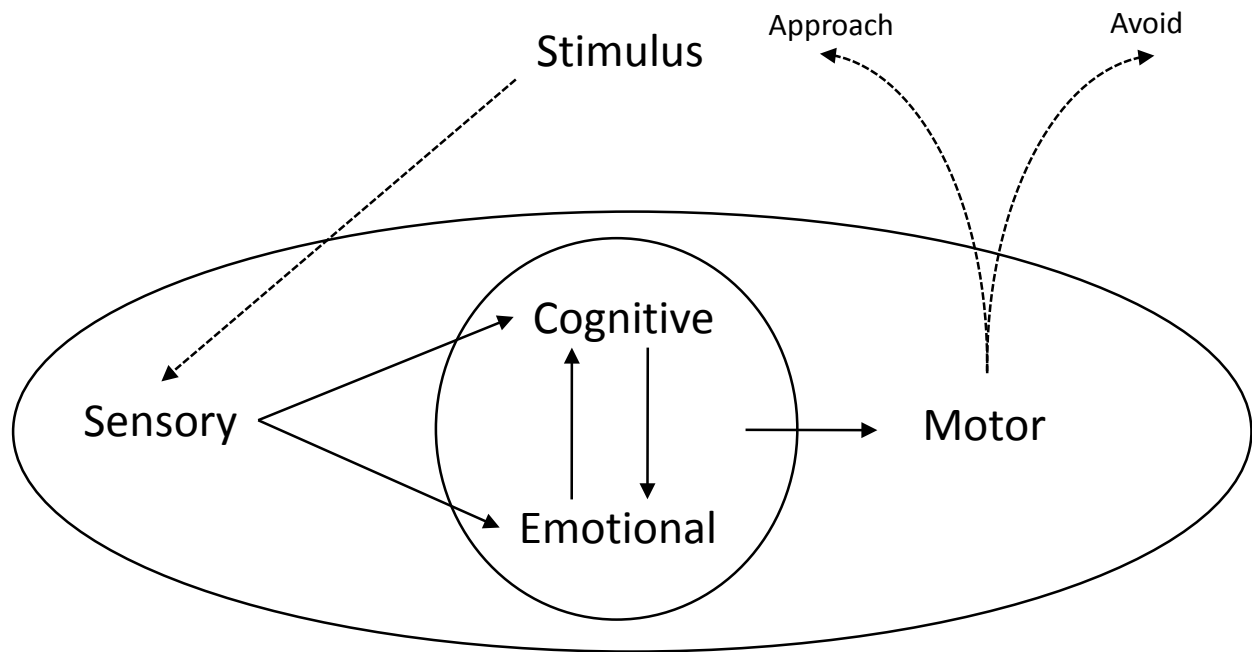 Approach
Avoid
Stimulus
Cognitive
Sensory
Motor
Emotional